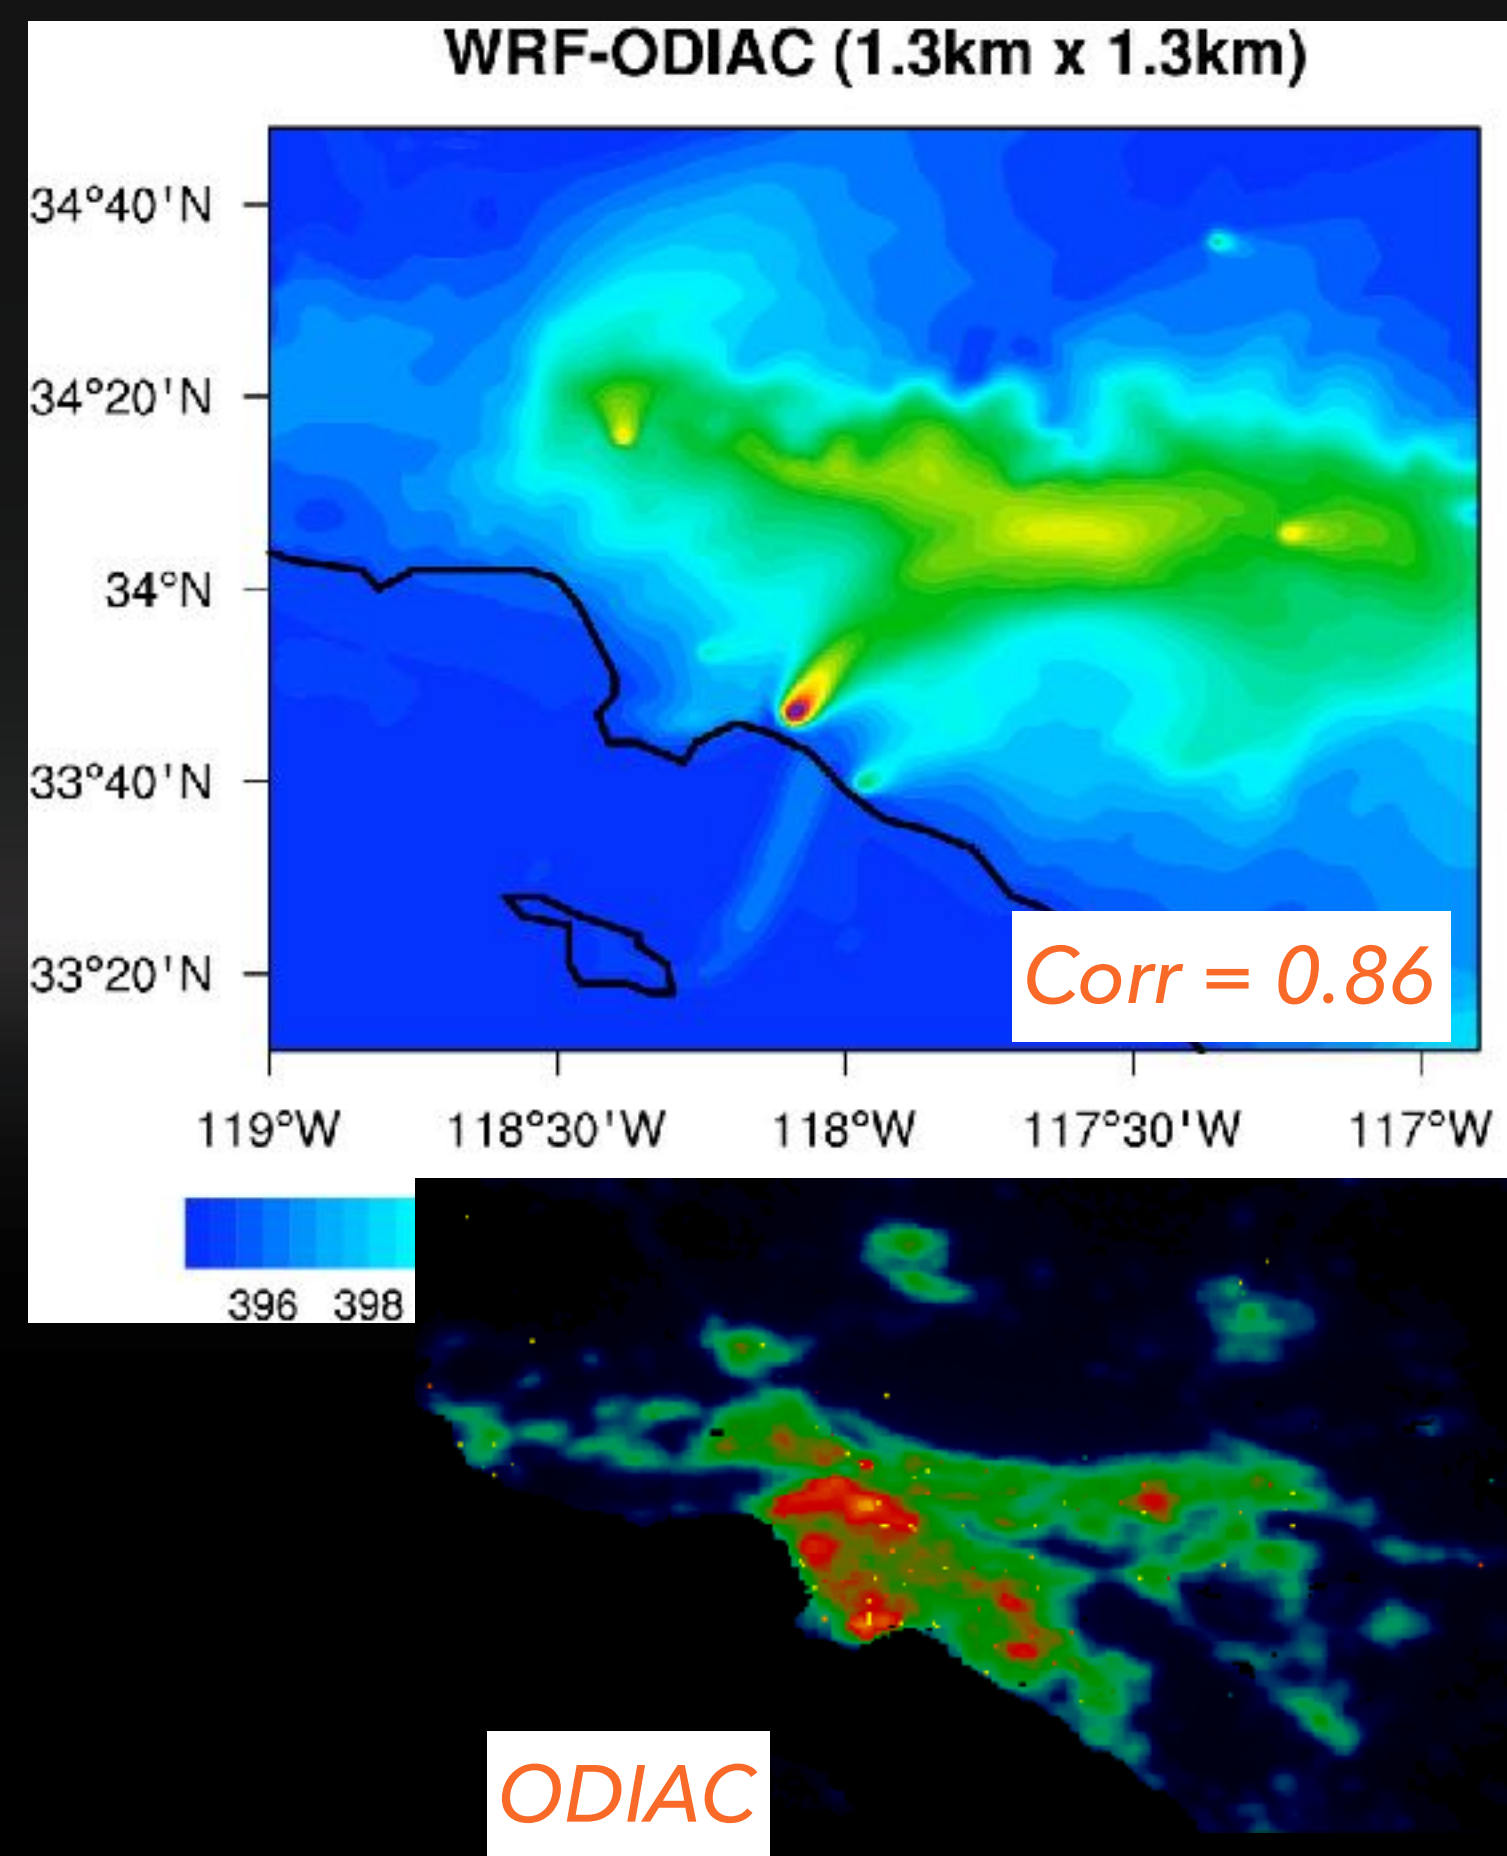 WRF-ODIAC (1.3km x 1.3km)
34°40'N
34°20'N
34°N
33°40'N
33°20'N
Corr = 0.86
119°W 118°30'W 118°W 117°30'W 117°W
396 398
ODIAC